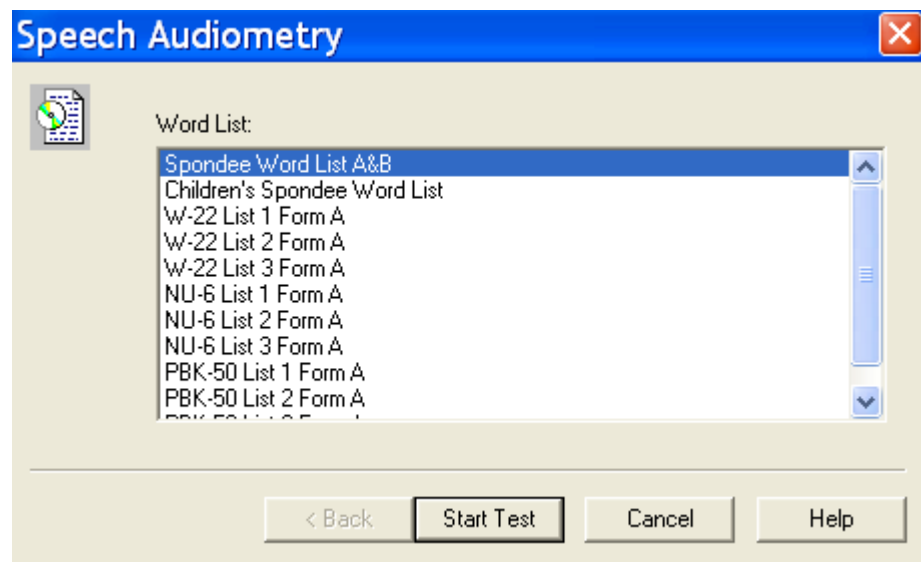 Speech Audiometry
Word List:
Spondee Word List A&B
Children's Spondee Word List
W-22 List 1 Form A
W-22 List 2 Form A
W-22 List 3 Form A
NU-6 List 1 Form A
NU-6 List 2 Form A
NU-6 List 3 Form A
PBK-50 List 1 Form A
PBK-50 List 2 Form A
< Back Start Test Cancel Help